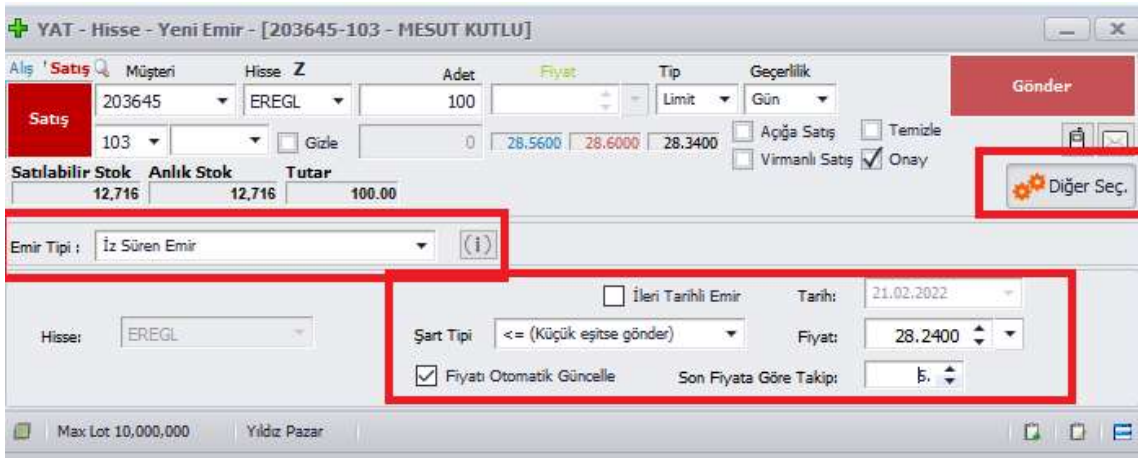 YAT - Hisse - Yeni Emir - [203645-103 - MESUT KUTLU]
Alış Satış Müşteri Hisse Z Adet Fiyat Tip Geçerlilik
Satış 203645 EREGL 100 Limit Gün Gönder
103 Gizle 0 28.5600 28.6000 28.3400 Açığa Satış Temizle
Virmanlı Satış Onay
Satılabilir Stok Anlık Stok Tutar
12,716 12,716 100.00 Diğer Seç.
Emir Tipi : İz Süren Emir (i)
İleri Tarihli Emir Tarih: 21.02.2022
Hisse: EREGL Şart Tipi <= (Küçük eşitse gönder) Fiyat: 28.2400
Fiyatı Otomatik Güncelle Son Fiyata Göre Takip:
Max Lot 10,000,000 Yıldız Pazar